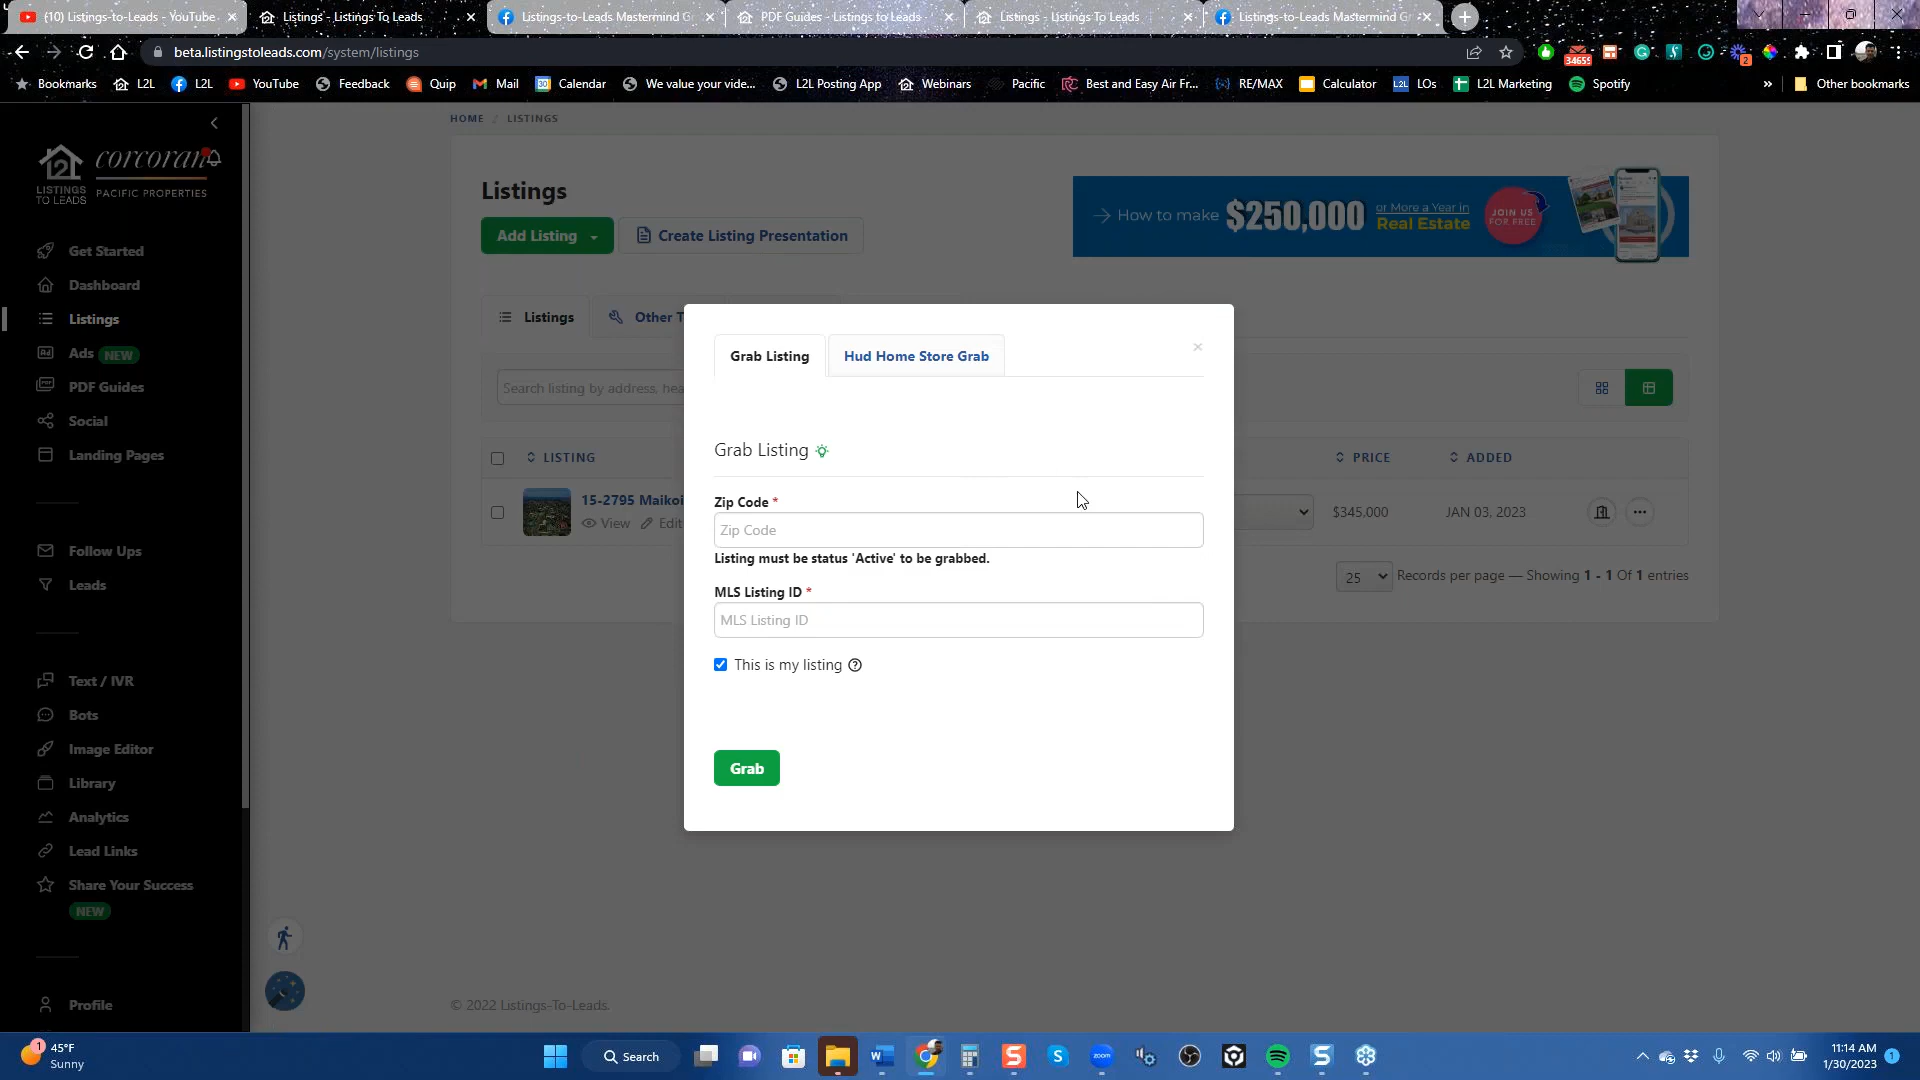 (10) Listings-to-Leads - YouTube
Listings - Listings To Leads
Listings-to-Leads Mastermind G
PDF Guides - Listings to Leads
Listings - Listings To Leads
Listings-to-Leads Mastermind Gr
beta.listingstoleads.com/system/listings
34655
2
Bookmarks
L2L
L2L
YouTube
Feedback
Quip
Mail
Calendar
We value your vide...
L2L Posting App
Webinars
Pacific
Best and Easy Air Fr...
RE/MAX
Calculator
LOs
L2L Marketing
Spotify
»
Other bookmarks
LISTINGS
TO LEADS
corcoran
PACIFIC PROPERTIES
Get Started
Dashboard
Listings
Ads NEW
PDF Guides
Social
Landing Pages
Follow Ups
Leads
Text / IVR
Bots
Image Editor
Library
Analytics
Lead Links
Share Your Success
NEW
Profile
HOME / LISTINGS
Listings
Add Listing
Create Listing Presentation
How to make $250,000 or More a Year in Real Estate
JOIN US FOR FREE
Listings
Other T
Search listing by address, hea
LISTING
PRICE
ADDED
15-2795 Maikoi
View
Edit
$345,000
JAN 03, 2023
25
Records per page — Showing 1 - 1 Of 1 entries
Grab Listing
Hud Home Store Grab
×
Grab Listing
Zip Code *
Zip Code
Listing must be status 'Active' to be grabbed.
MLS Listing ID *
MLS Listing ID
This is my listing
Grab
© 2022 Listings-To-Leads.
1
45°F
Sunny
Search
zoom
11:14 AM
1/30/2023
1